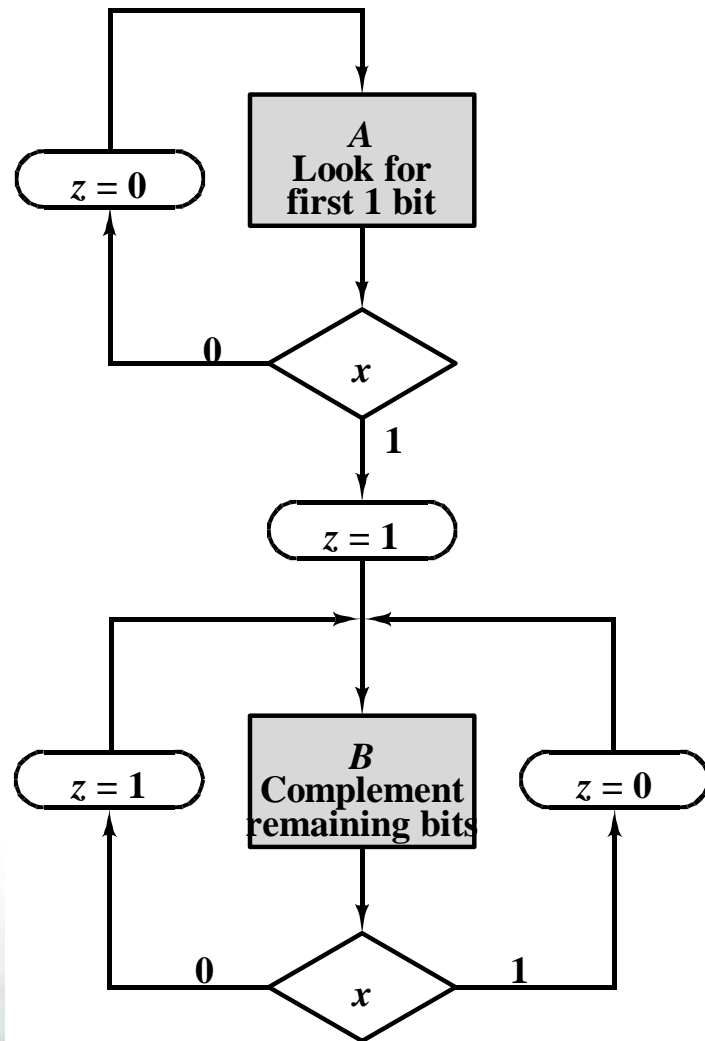 A
Look for
first 1 bit
z = 0
0
x
1
z = 1
B
Complement
remaining bits
z = 1
z = 0
0
x
1